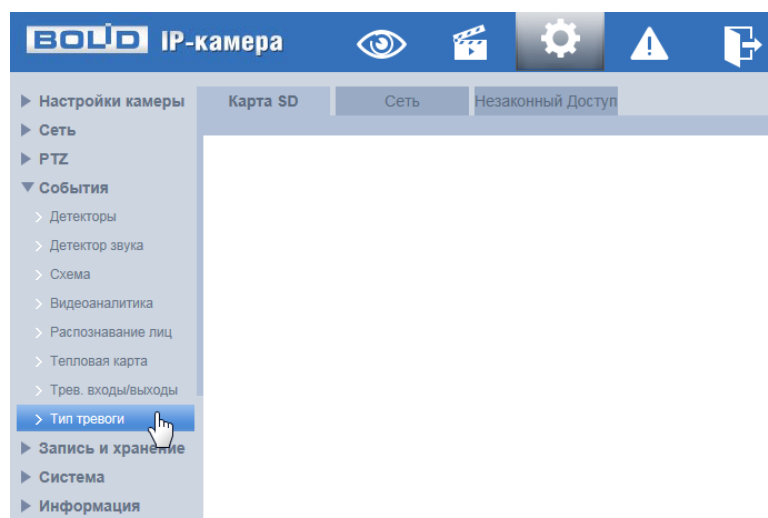 BOLID IP-камера
Настройки камеры
Карта SD
Сеть
Незаконный Доступ
Сеть
PTZ
События
Детекторы
Детектор звука
Схема
Видеоаналитика
Распознавание лиц
Тепловая карта
Трев. входы/выходы
Тип тревоги
Запись и хранение
Система
Информация